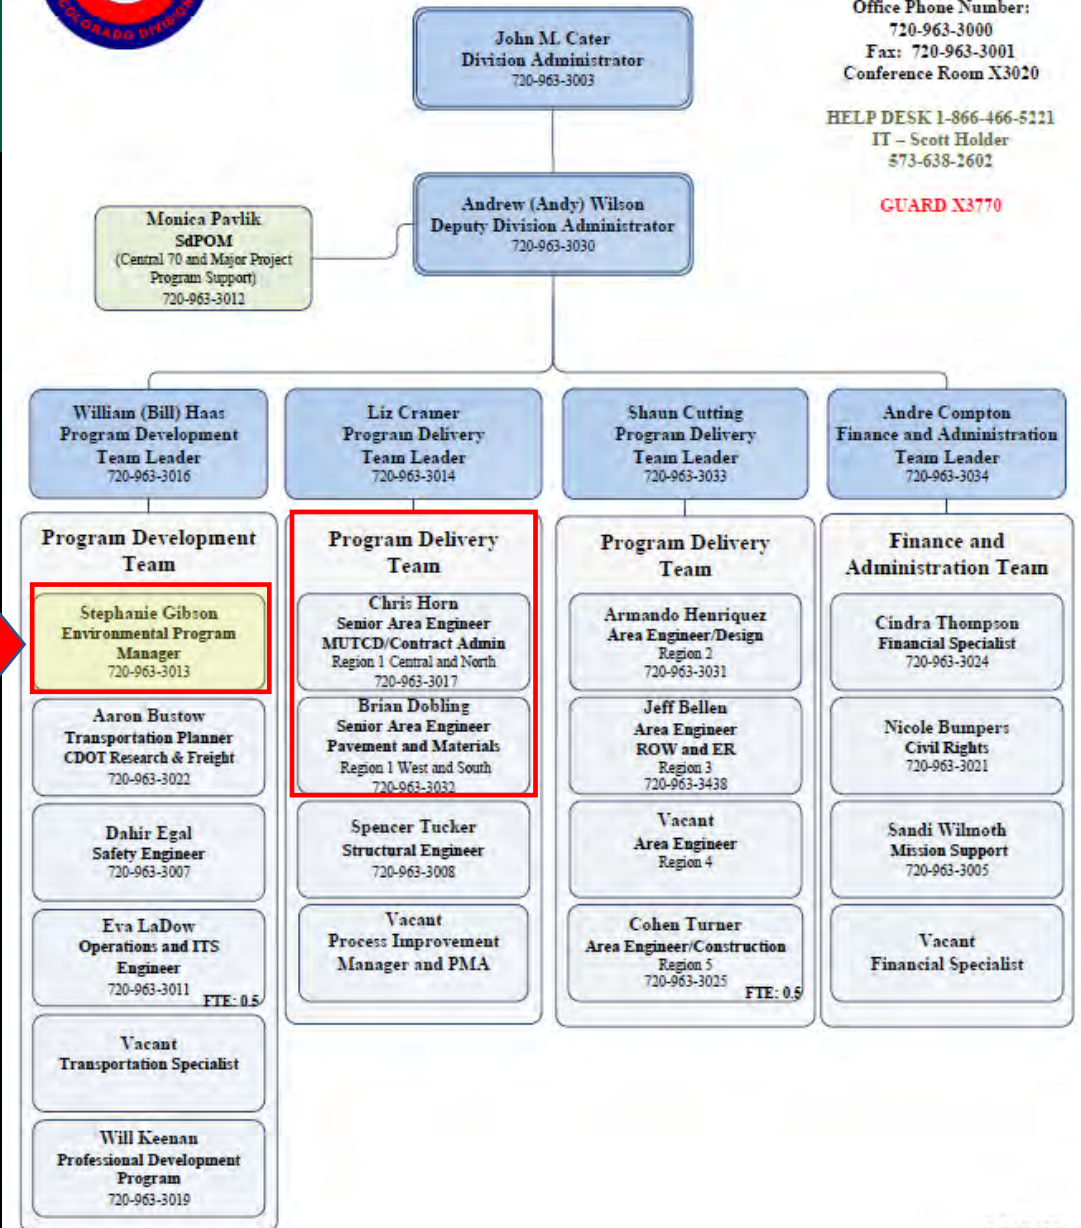 COLORADO DIVISION
John M. Cater
Division Administrator
720-963-3003
Office Phone Number:
720-963-3000
Fax: 720-963-3001
Conference Room X3020
HELP DESK 1-866-466-5221
IT – Scott Holder
573-638-2602
GUARD X3770
Andrew (Andy) Wilson
Deputy Division Administrator
720-963-3030
Monica Pavlik
SdPOM
(Central 70 and Major Project
Program Support)
720-963-3012
William (Bill) Haas
Program Development
Team Leader
720-963-3016
Liz Cramer
Program Delivery
Team Leader
720-963-3014
Shaun Cutting
Program Delivery
Team Leader
720-963-3033
Andre Compton
Finance and Administration
Team Leader
720-963-3034
Program Development
Team
Stephanie Gibson
Environmental Program
Manager
720-963-3013
Aaron Bustow
Transportation Planner
CDOT Research & Freight
720-963-3022
Dahir Egal
Safety Engineer
720-963-3007
Eva LaDow
Operations and ITS
Engineer
720-963-3011
FTE: 0.5
Vacant
Transportation Specialist
Will Keenan
Professional Development
Program
720-963-3019
Program Delivery
Team
Chris Horn
Senior Area Engineer
MUTCD/Contract Admin
Region 1 Central and North
720-963-3017
Brian Dobling
Senior Area Engineer
Pavement and Materials
Region 1 West and South
720-963-3032
Spencer Tucker
Structural Engineer
720-963-3008
Vacant
Process Improvement
Manager and PMA
Program Delivery
Team
Armando Henriquez
Area Engineer/Design
Region 2
720-963-3031
Jeff Bellen
Area Engineer
ROW and ER
Region 3
720-963-3438
Vacant
Area Engineer
Region 4
Cohen Turner
Area Engineer/Construction
Region 5
720-963-3025
FTE: 0.5
Finance and
Administration Team
Cindra Thompson
Financial Specialist
720-963-3024
Nicole Bumpers
Civil Rights
720-963-3021
Sandi Wilmoth
Mission Support
720-963-3005
Vacant
Financial Specialist